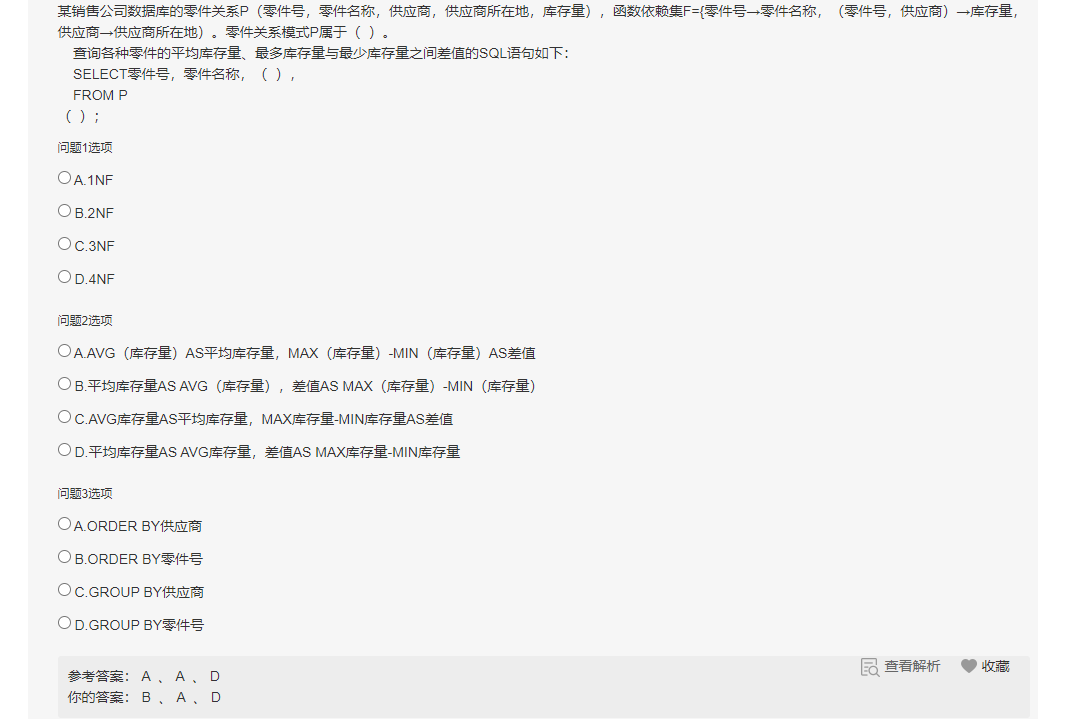 某销售公司数据库的零件关系P（零件号，零件名称，供应商，供应商所在地，库存量），函数依赖集F={零件号→零件名称，（零件号，供应商）→库存量，
供应商→供应商所在地）。零件关系模式P属于（ ）。
查询各种零件的平均库存量、最多库存量与最少库存量之间差值的SQL语句如下：
SELECT零件号，零件名称，（ ），
FROM P
（ ）；
问题1选项
A.1NF
B.2NF
C.3NF
D.4NF
问题2选项
A.AVG（库存量）AS平均库存量，MAX（库存量）-MIN（库存量）AS差值
B.平均库存量AS AVG（库存量），差值AS MAX（库存量）-MIN（库存量）
C.AVG库存量AS平均库存量，MAX库存量-MIN库存量AS差值
D.平均库存量AS AVG库存量，差值AS MAX库存量-MIN库存量
问题3选项
A.ORDER BY供应商
B.ORDER BY零件号
C.GROUP BY供应商
D.GROUP BY零件号
查看解析 收藏
参考答案： A 、 A 、 D
你的答案： B 、 A 、 D